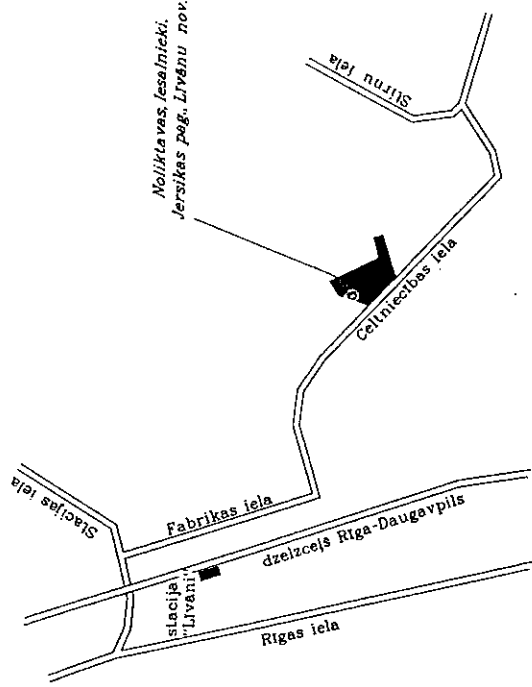 Noliktavas, Iesalnieki,
Jersikas pag., Līvānu nov.
Stirnu iela
Celtniecības iela
Stacijas iela
Fabrikas iela
stacija
"Līvāni"
dzelzceļš Rīga-Daugavpils
Rīgas iela